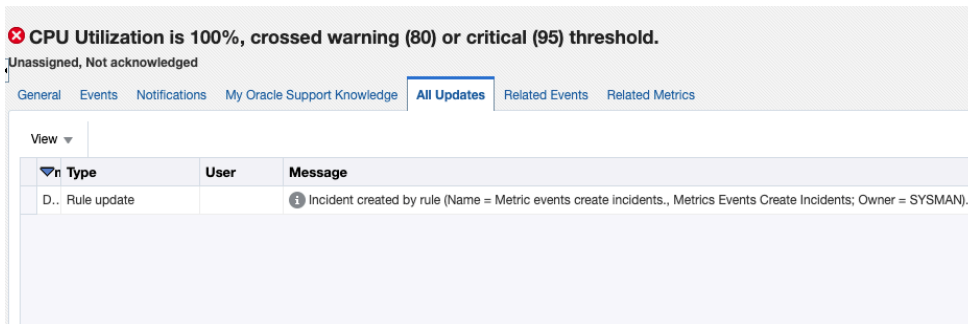 CPU Utilization is 100%, crossed warning (80) or critical (95) threshold.
Unassigned, Not acknowledged
General Events Notifications My Oracle Support Knowledge All Updates Related Events Related Metrics
View
Type User Message
D.. Rule update Incident created by rule (Name = Metric events create incidents., Metrics Events Create Incidents; Owner = SYSMAN).